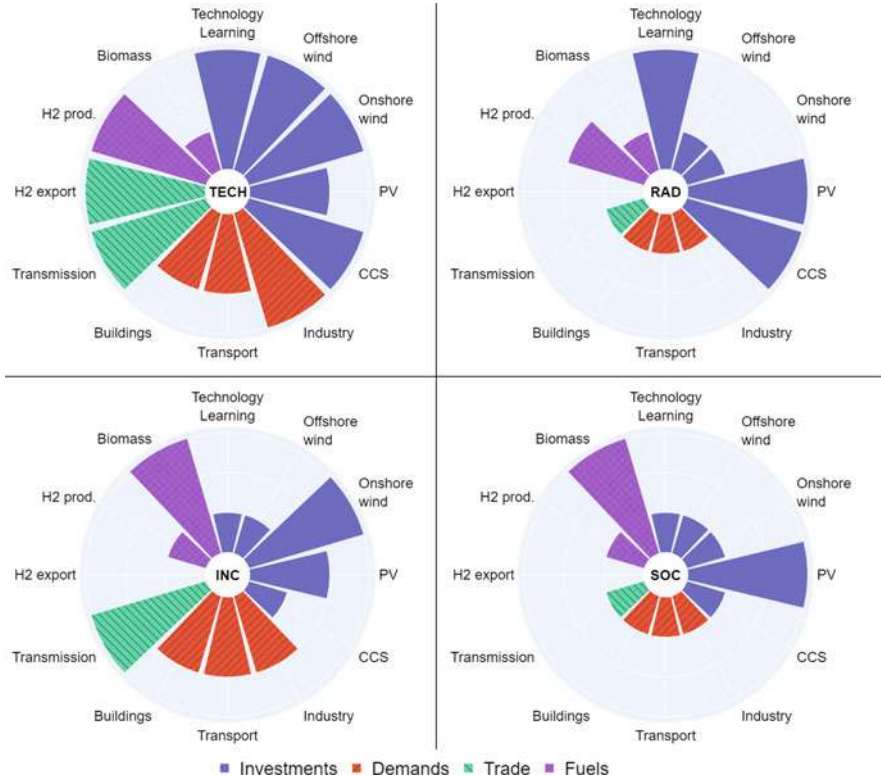 Technology
Learning
Offshore
wind
Onshore
wind
PV
CCS
Industry
Transport
Buildings
Transmission
H2 export
H2 prod.
Biomass
TECH
Technology
Learning
Offshore
wind
Onshore
wind
PV
CCS
Industry
Transport
Buildings
Transmission
H2 export
H2 prod.
Biomass
RAD
Technology
Learning
Offshore
wind
Onshore
wind
PV
CCS
Industry
Transport
Buildings
Transmission
H2 export
H2 prod.
Biomass
INC
Technology
Learning
Offshore
wind
Onshore
wind
PV
CCS
Industry
Transport
Buildings
Transmission
H2 export
H2 prod.
Biomass
SOC
Investments Demands Trade Fuels